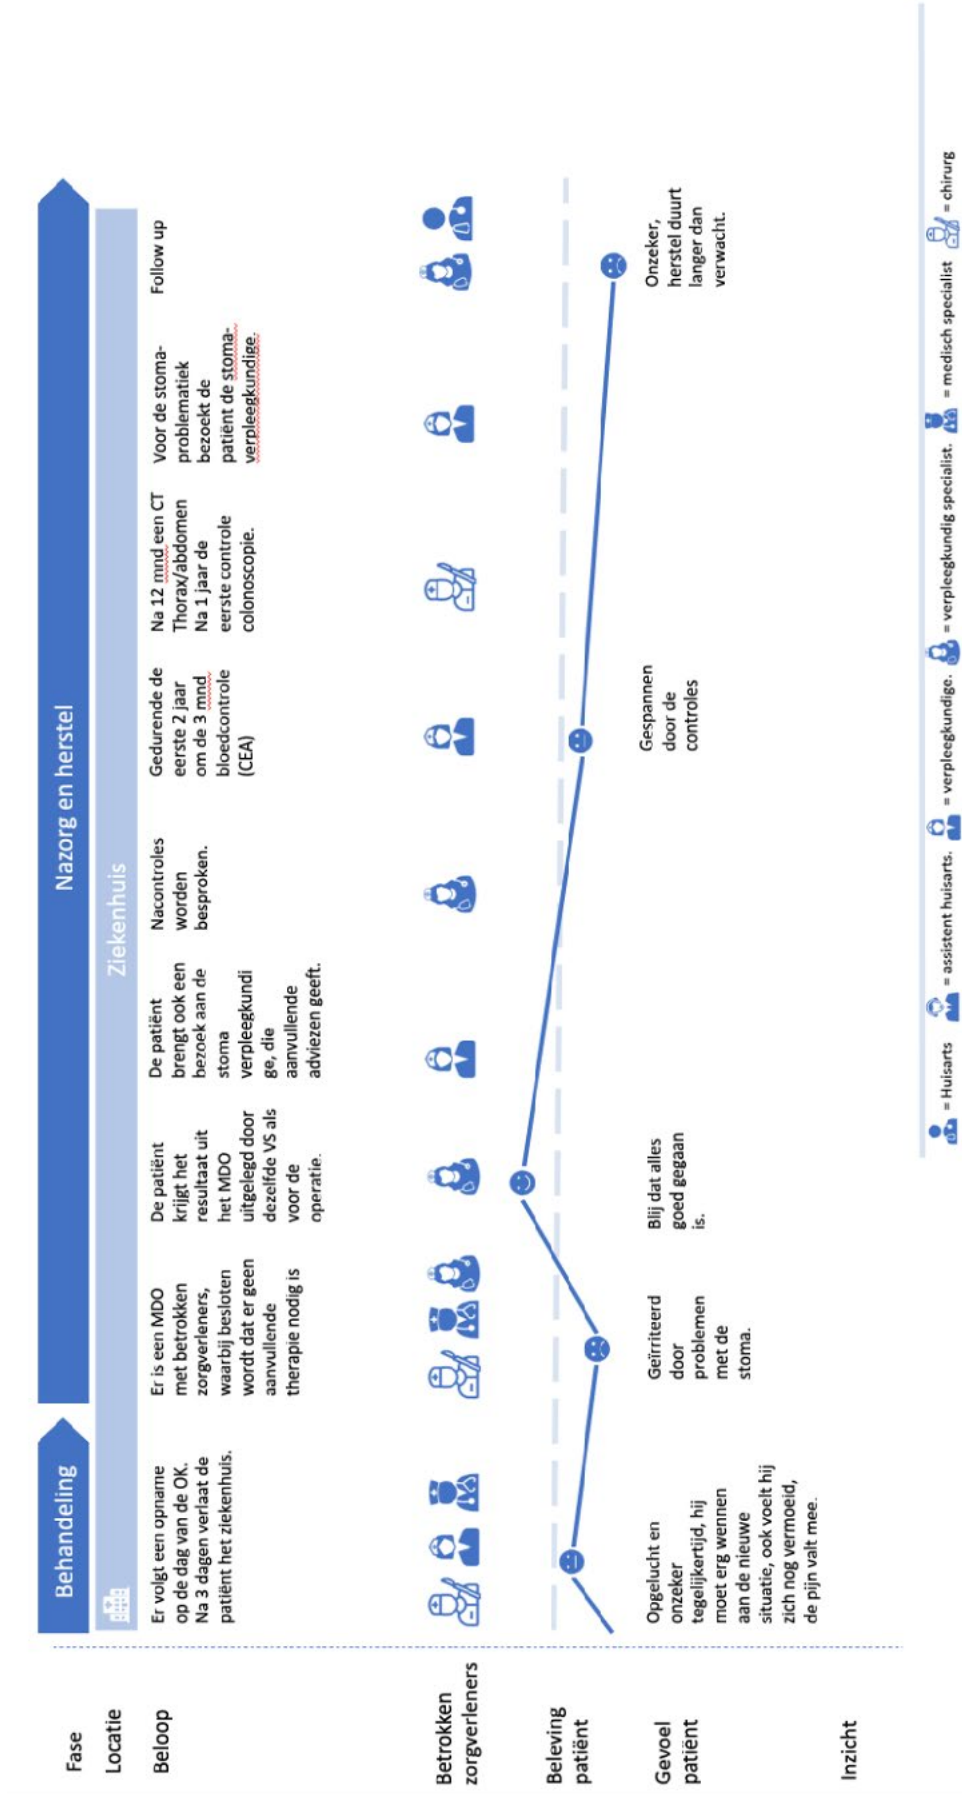 Fase
Behandeling
Nazorg en herstel
Locatie
Ziekenhuis
Beloop
Er volgt een opname
op de dag van de OK.
Na 3 dagen verlaat de
patiënt het ziekenhuis.
Er is een MDO
met betrokken
zorgverleners,
waarbij besloten
wordt dat er geen
aanvullende
therapie nodig is
De patiënt
krijgt het
resultaat uit
het MDO
uitgelegd door
dezelfde VS als
voor de
operatie.
De patiënt
brengt ook een
bezoek aan de
stoma
verpleegkundi
ge, die
aanvullende
adviezen geeft.
Nacontroles
worden
besproken.
Gedurende de
eerste 2 jaar
om de 3 mnd
bloedcontrole
(CEA)
Na 12 mnd een CT
Thorax/abdomen
Na 1 jaar de
eerste controle
colonoscopie.
Voor de stoma-
problematiek
bezoekt de
patiënt de stoma-
verpleegkundige.
Follow up
Betrokken
zorgverleners
Beleving
patiënt
Gevoel
patiënt
Opgelucht en
onzeker
tegelijkertijd, hij
moet erg wennen
aan de nieuwe
situatie, ook voelt hij
zich nog vermoeid,
de pijn valt mee.
Geïrriteerd
door
problemen
met de
stoma.
Blij dat alles
goed gegaan
is.
Gespannen
door de
controles
Onzeker,
herstel duurt
langer dan
verwacht.
Inzicht
= Huisarts
= assistent huisarts.
= verpleegkundige.
= verpleegkundig specialist.
= medisch specialist
= chirurg